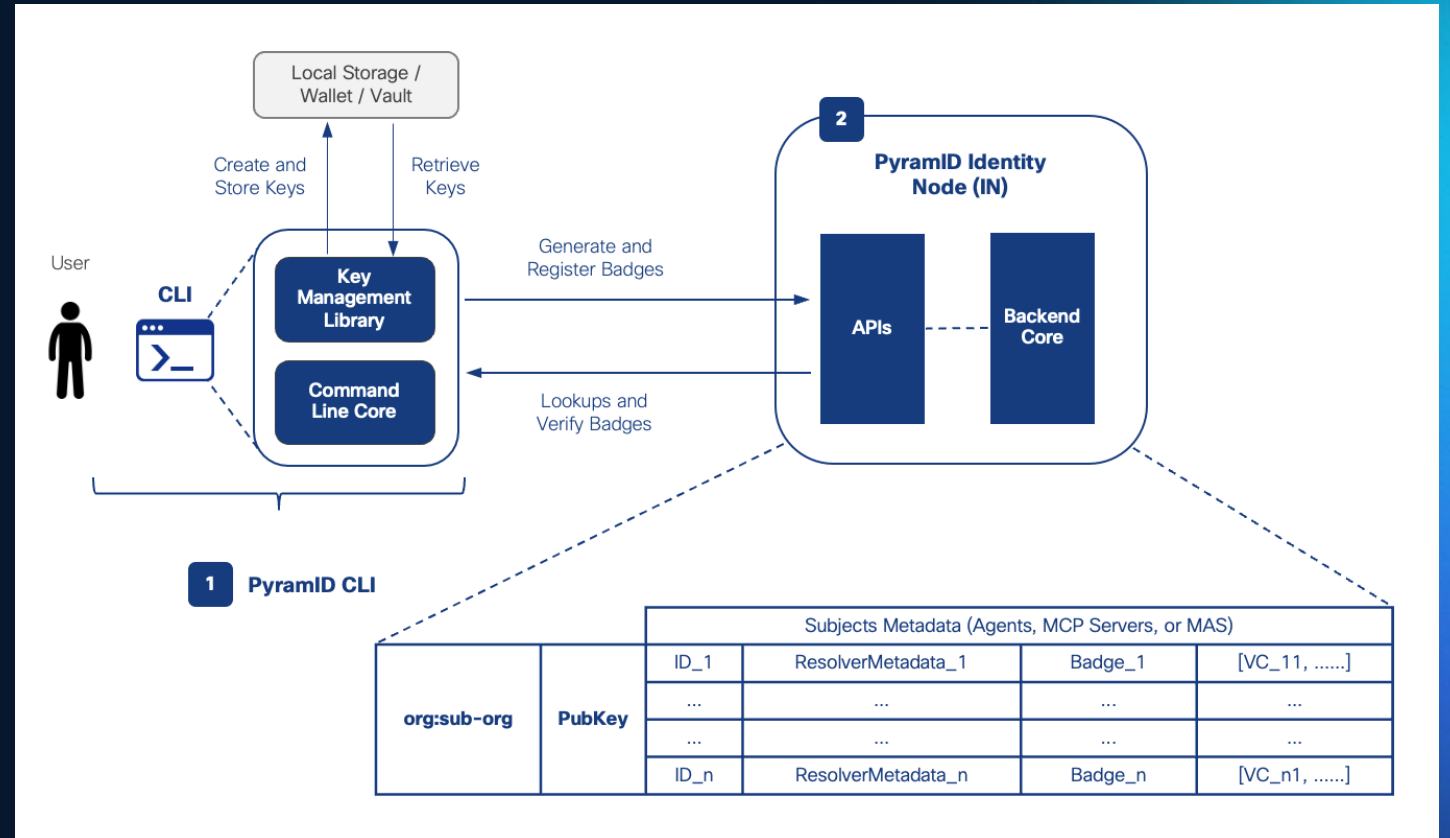 Local Storage /
Wallet / Vault
Create and
Store Keys
Retrieve
Keys
User
CLI
Key
Management
Library
Command
Line Core
Generate and
Register Badges
Lookups and
Verify Badges
2
PyramID Identity
Node (IN)
APIs
Backend
Core
1
PyramID CLI
Subjects Metadata (Agents, MCP Servers, or MAS)
org:sub-org
PubKey
ID_1 ResolverMetadata_1 Badge_1 [VC_11, ......]
... ... ... ...
... ... ... ...
ID_n ResolverMetadata_n Badge_n [VC_n1, ......]